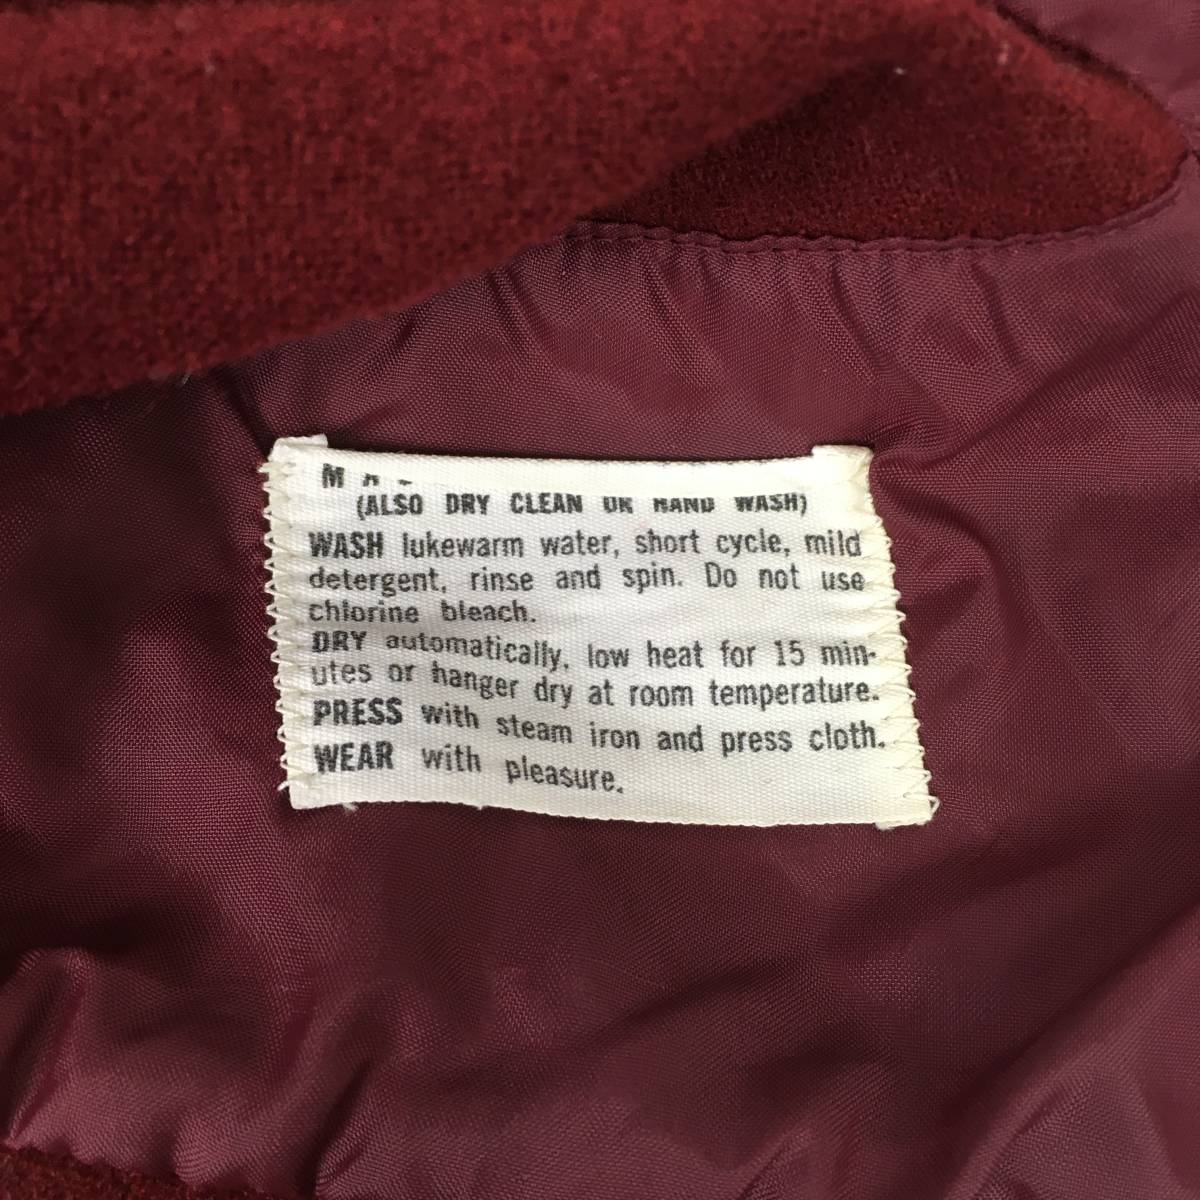 (ALSO DRY CLEAN OR HAND WASH)
WASH lukewarm water, short cycle, mild
detergent, rinse and spin. Do not use
chlorine bleach.
DRY automatically, low heat for 15 min-
utes or hanger dry at room temperature.
PRESS with steam iron and press cloth.
WEAR with pleasure.